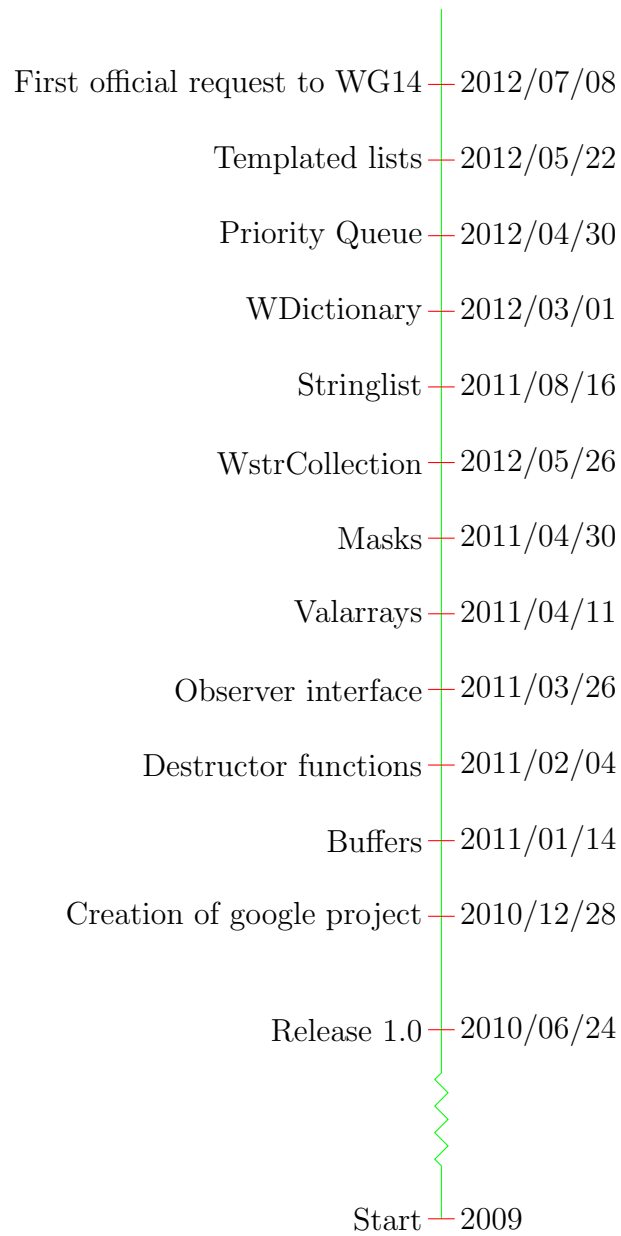 First official request to WG14 2012/07/08
Templated lists 2012/05/22
Priority Queue 2012/04/30
WDictionary 2012/03/01
Stringlist 2011/08/16
WstrCollection 2012/05/26
Masks 2011/04/30
Valarrays 2011/04/11
Observer interface 2011/03/26
Destructor functions 2011/02/04
Buffers 2011/01/14
Creation of google project 2010/12/28
Release 1.0 2010/06/24
Start 2009